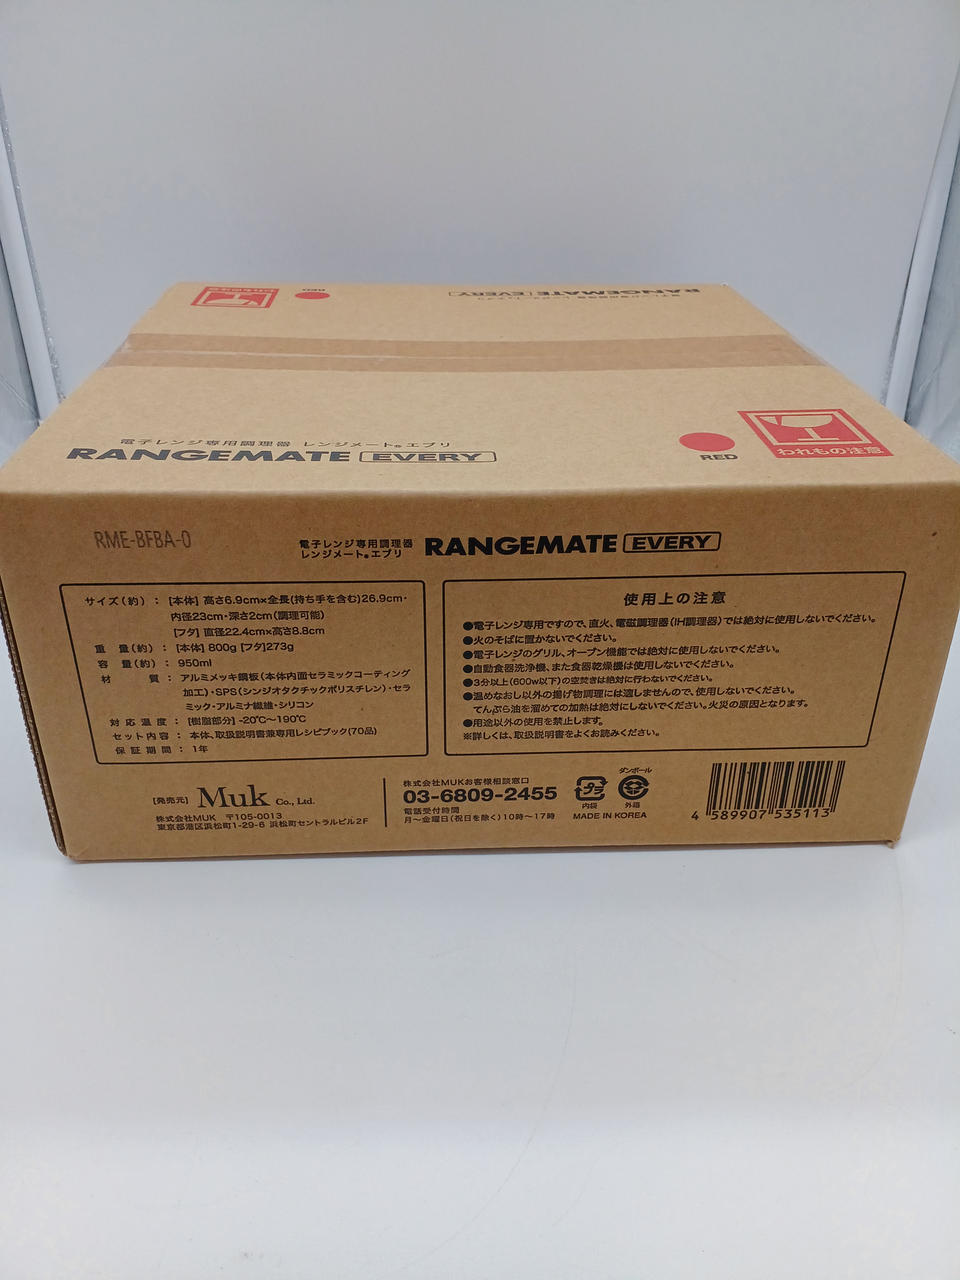 RED
RANGEMATE EVERY
電子レンジ専用調理器 レンジメート®エブリ
RANGEMATE EVERY
RED
われもの注意
RME-BFBA-0
電子レンジ専用調理器
レンジメート®エブリ
RANGEMATE EVERY
サイズ(約): [本体] 高さ6.9cm×全長(持ち手を含む)26.9cm・
内径23cm・深さ2cm(調理可能)
[フタ] 直径22.4cm×高さ8.8cm
重量(約): [本体] 800g [フタ]273g
容量(約): 950ml
材質: アルミメッキ鋼板(本体内面セラミックコーティング
加工)・SPS(シンジオタクチックポリスチレン)・セラ
ミック・アルミナ繊維・シリコン
対応温度: [樹脂部分] -20℃〜190℃
セット内容: 本体、取扱説明書兼専用レシピブック(70品)
保証期間: 1年
使用上の注意
●電子レンジ専用ですので、直火、電磁調理器(IH調理器)では絶対に使用しないでください。
●火のそばに置かないでください。
●電子レンジのグリル、オーブン機能では絶対に使用しないでください。
●自動食器洗浄機、また食器乾燥機は使用しないでください。
●3分以上(600w以下)の空焚きは絶対に行わないでください。
●温めなおし以外の揚げ物調理には適しませんので、使用しないでください。
てんぷら油を溜めての加熱は絶対にしないでください。火災の原因となります。
●用途以外の使用を禁止します。
※詳しくは、取扱説明書をよくお読みください。
[発売元] Muk Co., Ltd.
株式会社MUK 〒105-0013
東京都港区浜松町1-29-6 浜松町セントラルビル2F
株式会社MUKお客様相談窓口
03-6809-2455
電話受付時間
月〜金曜日(祝日を除く)10時〜17時
プラ
内袋
ダンボール
外箱
MADE IN KOREA
4 589907 535113